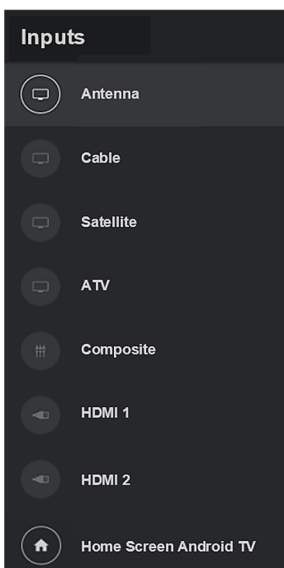 Inputs
Antenna
Cable
Satellite
ATV
Composite
HDMI 1
HDMI 2
Home Screen Android TV